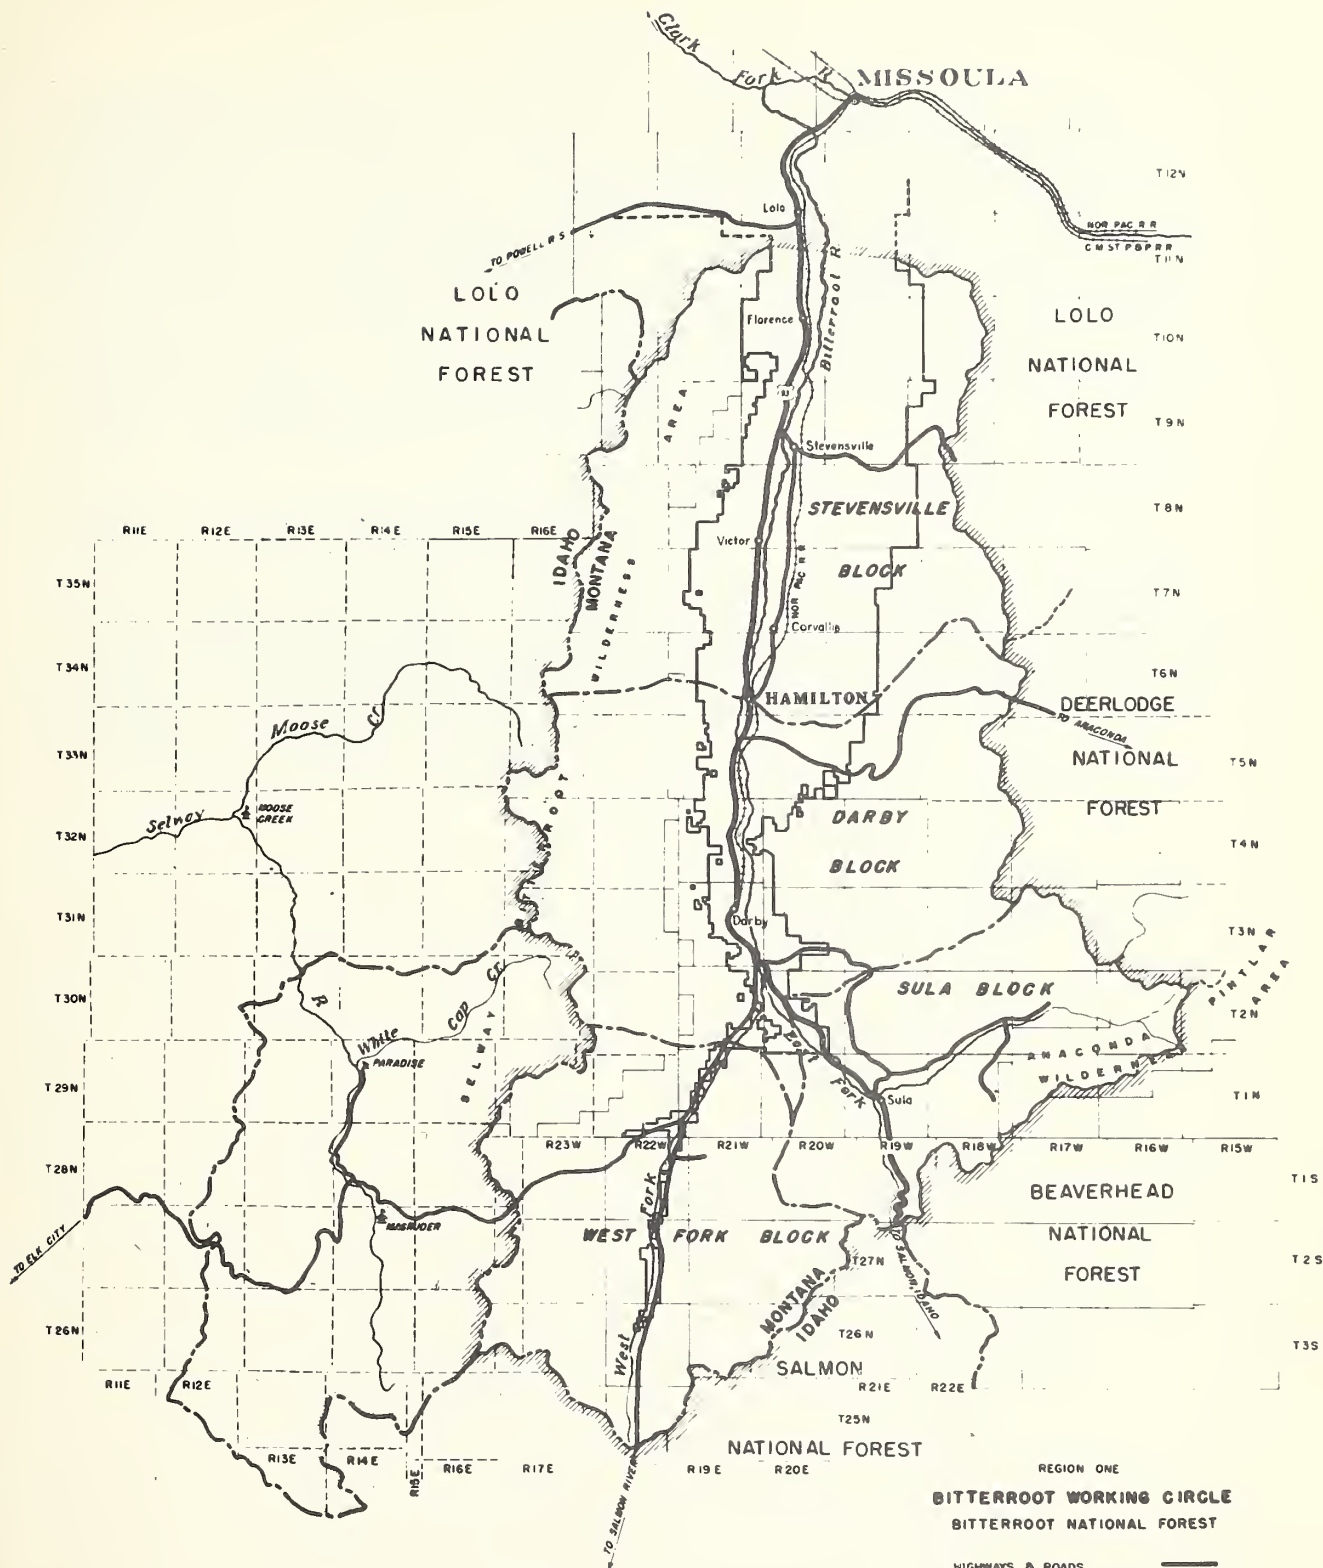 Clark
Fork R
MISSOULA
T12N
Lolo
NOR PAC R R
C M ST P & P R R
T11N
TO POWELL R S
LOLO
NATIONAL
FOREST
Bitterroot R
Florence
LOLO
NATIONAL
FOREST
T10N
AREA
T9N
Stevensville
STEVENSVILLE
BLOCK
T8N
R11E R12E R13E R14E R15E R16E
IDAHO
MONTANA
Victor
NOR PAC R R
T35N
WILDERNESS
T7N
Corvallis
T34N
T6N
HAMILTON
DEERLODGE
NATIONAL
FOREST
TO ANACONDA
Moose Cr.
T33N
T5N
MOOSE
CREEK
Selway
T32N
BITTERROOT
DARBY
BLOCK
T4N
T31N
Darby
T3N
PINTLAR
AREA
R
T30N
SULA BLOCK
T2N
White Cap Cr.
PARADISE
SELWAY
East
Fork
ANACONDA
WILDERNE
T29N
Sula
T1N
R23W R22W R21W R20W R19W R18W R17W R16W R15W
T28N
T1S
West
Fork
BEAVERHEAD
NATIONAL
FOREST
MAGRUDER
TO ELK CITY
WEST FORK BLOCK
TO SALMON, IDAHO
T27N
T2S
MONTANA
IDAHO
T26N
T26N
T3S
SALMON
R11E R12E
R21E R22E
T25N
NATIONAL FOREST
R13E R14E R15E R16E R17E R19E R20E
TO SALMON RIVER
REGION ONE
BITTERROOT WORKING CIRCLE
BITTERROOT NATIONAL FOREST
HIGHWAYS & ROADS